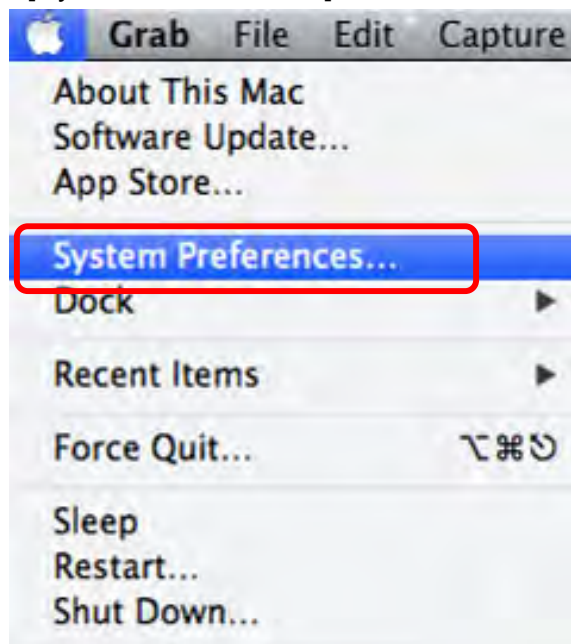 Grab File Edit Capture
About This Mac
Software Update...
App Store...
System Preferences...
Dock ▶
Recent Items ▶
Force Quit... ⌥⌘⎋
Sleep
Restart...
Shut Down...